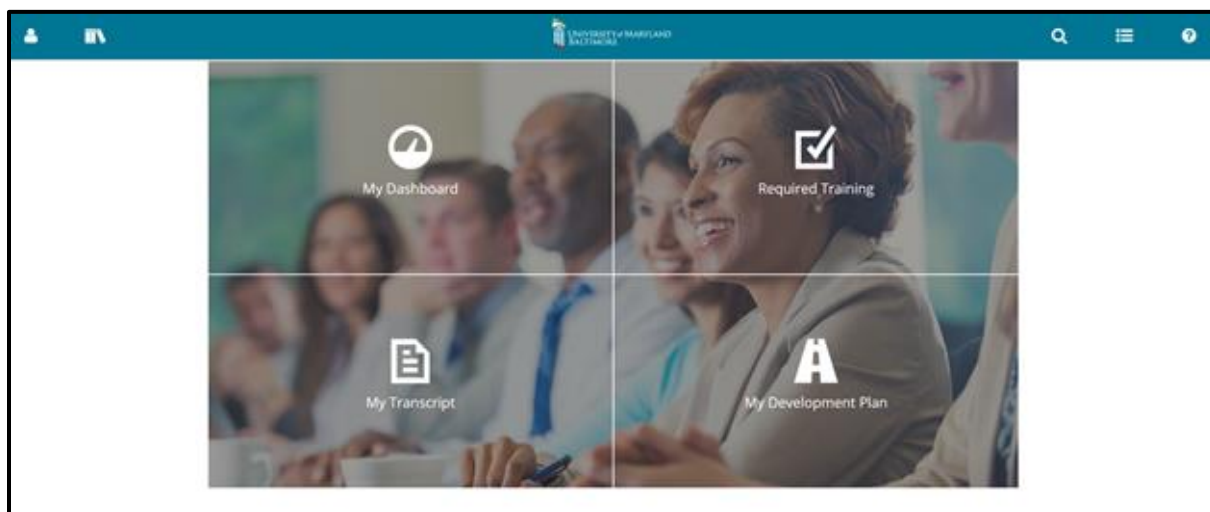 UNIVERSITY of MARYLAND
BALTIMORE
My Dashboard
Required Training
My Transcript
My Development Plan